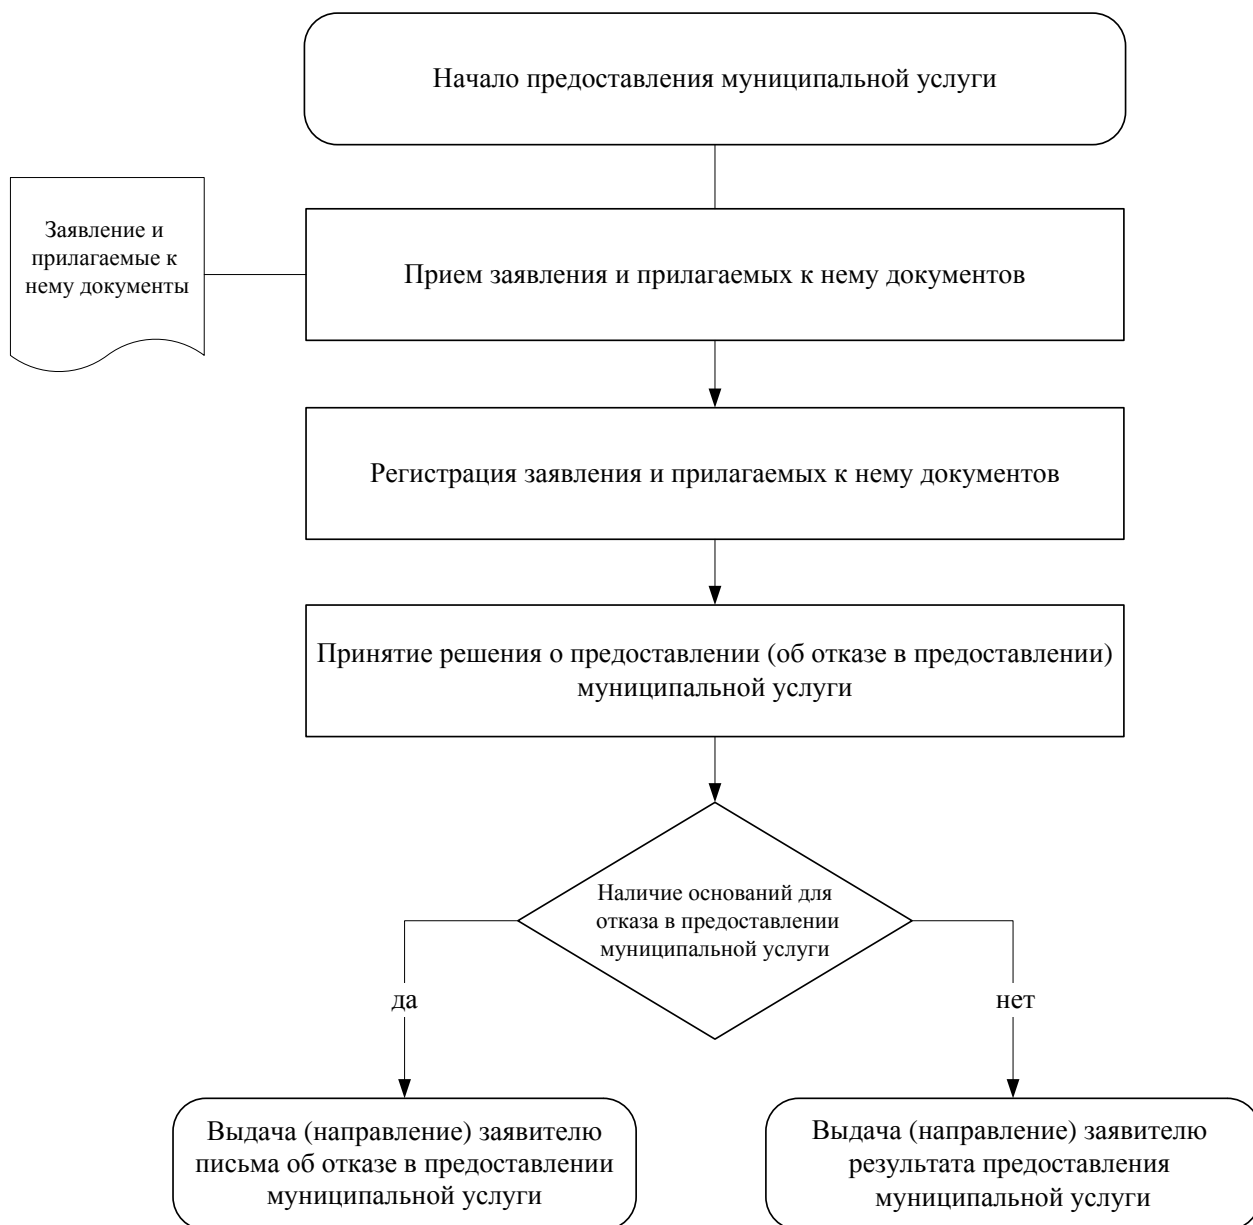 Начало предоставления муниципальной услуги
Заявление и
прилагаемые к
нему документы
Прием заявления и прилагаемых к нему документов
Регистрация заявления и прилагаемых к нему документов
Принятие решения о предоставлении (об отказе в предоставлении)
муниципальной услуги
Наличие оснований для
отказа в предоставлении
муниципальной услуги
да
нет
Выдача (направление) заявителю
письма об отказе в предоставлении
муниципальной услуги
Выдача (направление) заявителю
результата предоставления
муниципальной услуги